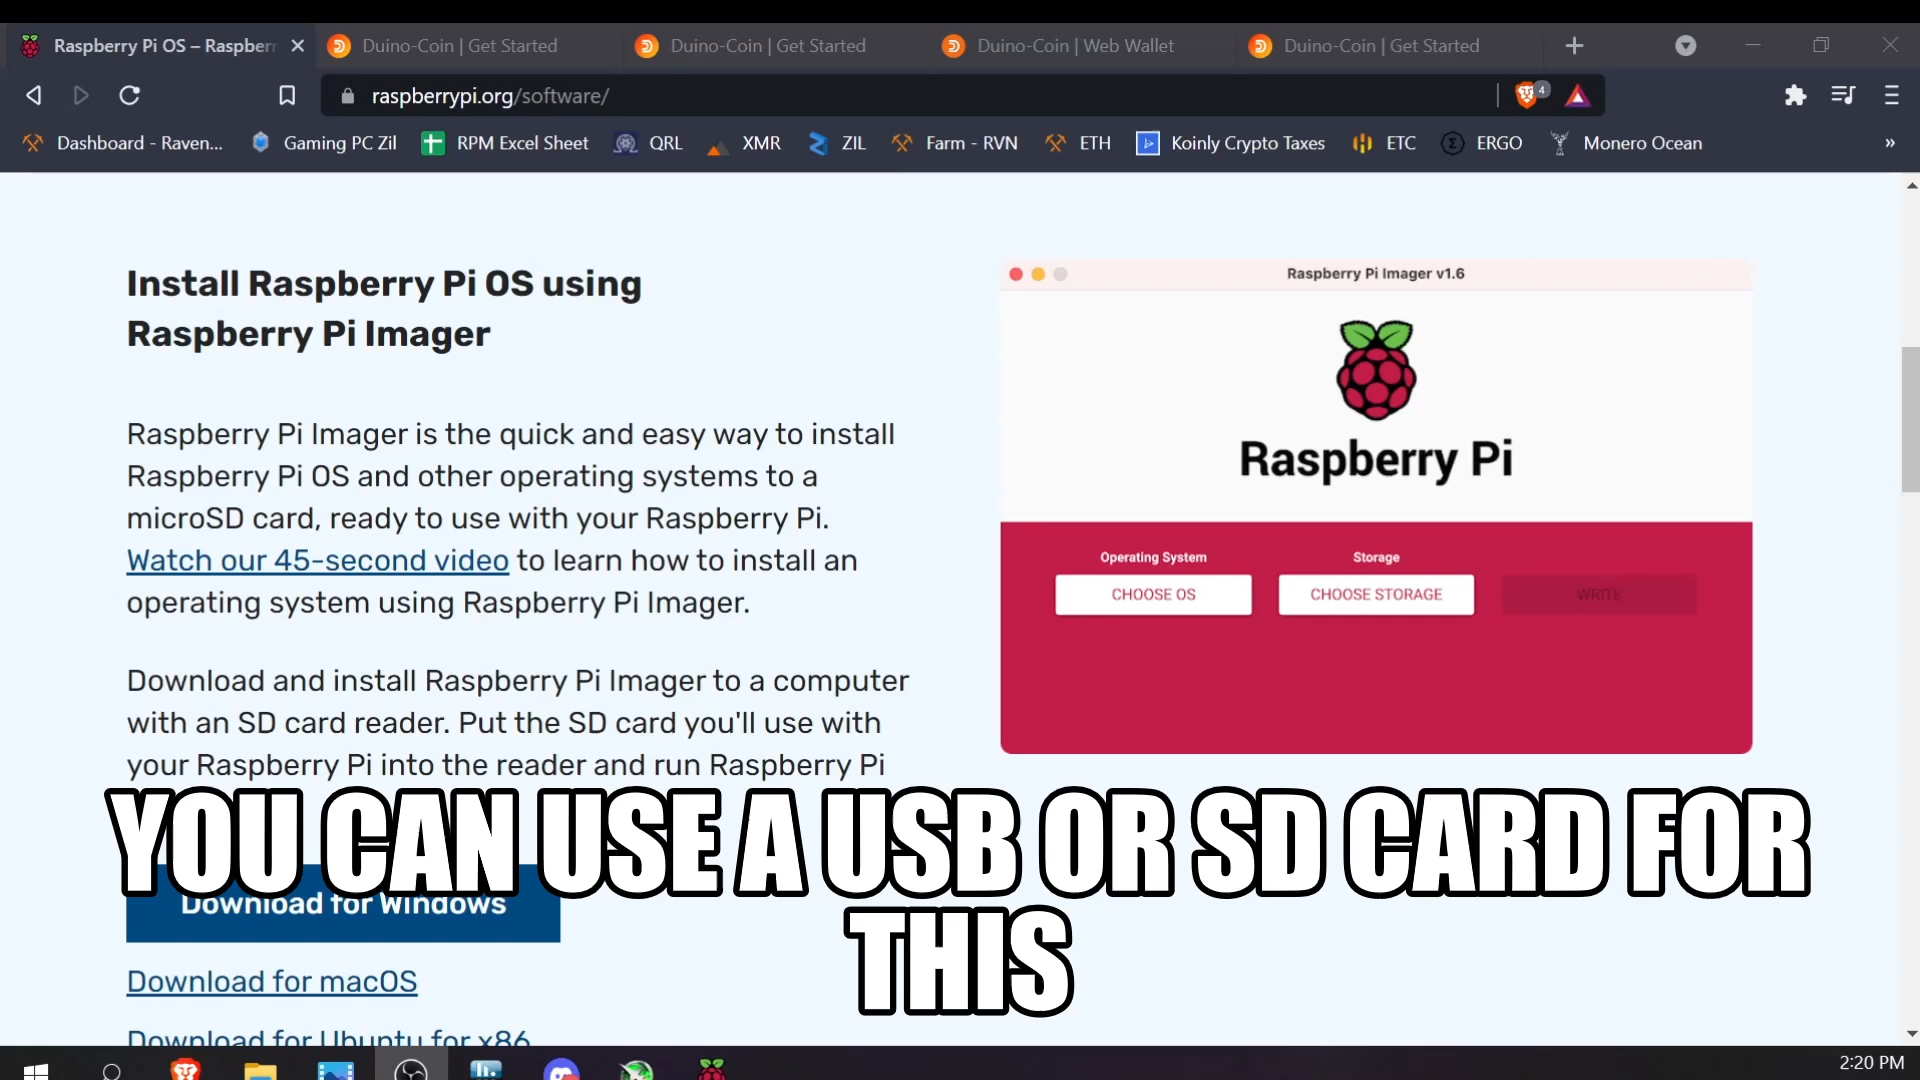 Raspberry Pi OS – Raspberr
Duino-Coin | Get Started
Duino-Coin | Get Started
Duino-Coin | Web Wallet
Duino-Coin | Get Started
raspberrypi.org/software/
4
Dashboard - Raven...
Gaming PC Zil
RPM Excel Sheet
QRL
XMR
ZIL
Farm - RVN
ETH
Koinly Crypto Taxes
ETC
ERGO
Monero Ocean
»
Install Raspberry Pi OS using
Raspberry Pi Imager
Raspberry Pi Imager is the quick and easy way to install
Raspberry Pi OS and other operating systems to a
microSD card, ready to use with your Raspberry Pi.
Watch our 45-second video to learn how to install an
operating system using Raspberry Pi Imager.
Download and install Raspberry Pi Imager to a computer
with an SD card reader. Put the SD card you'll use with
your Raspberry Pi into the reader and run Raspberry Pi
Raspberry Pi Imager v1.6
Raspberry Pi
Operating System
Storage
CHOOSE OS
CHOOSE STORAGE
WRITE
YOU CAN USE A USB OR SD CARD FOR
THIS
Download for Windows
Download for macOS
Download for Ubuntu for x86
2:20 PM